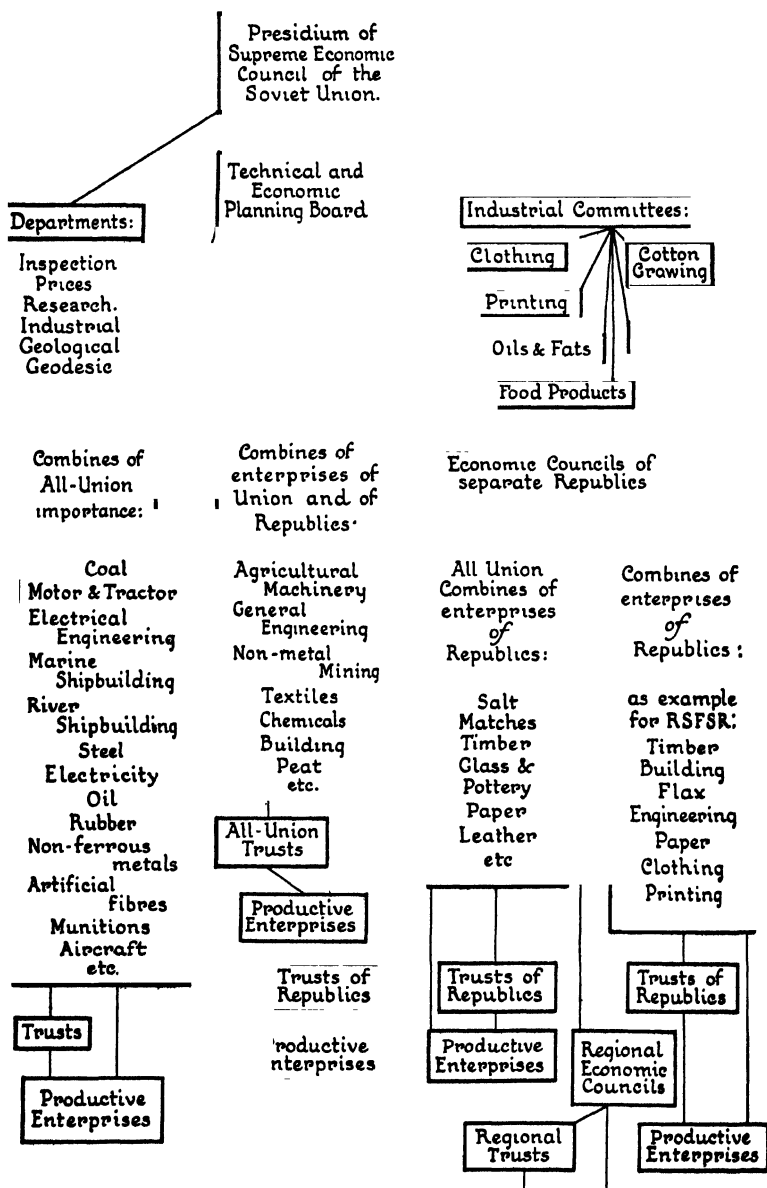 Presidium of
Supreme Economic
Council of the
Soviet Union.
Technical and
Economic
Planning Board
Departments:
Inspection
Prices
Research.
Industrial
Geological
Geodesic
Industrial Committees:
Clothing
Cotton
Grawing
Printing
Oils & Fats
Food Products
Combines of
All-Union
importance:
Combines of
enterprises of
Union and of
Republics.
Economic Councils of
separate Republics
Coal
Motor & Tractor
Electrical
Engineering
Marine
Shipbuilding
River
Shipbuilding
Steel
Electricity
Oil
Rubber
Non-ferrous
metals
Artificial
fibres
Munitions
Aircraft
etc.
Trusts
Productive
Enterprises
Agricultural
Machinery
General
Engineering
Non-metal
Mining
Textiles
Chemicals
Building
Peat
etc.
All-Union
Trusts
Productive
Enterprises
Trusts of
Republics
roductive
nterprises
All Union
Combines of
enterprises
of
Republics:
Salt
Matches
Timber
Glass &
Pottery
Paper
Leather
etc
Trusts of
Republics
Productive
Enterprises
Regional
Economic
Councils
Regional
Trusts
Combines of
enterprises
of
Republics:
as example
for RSFSR:
Timber
Building
Flax
Engineering
Paper
Clothing
Printing
Trusts of
Republics
Productive
Enterprises